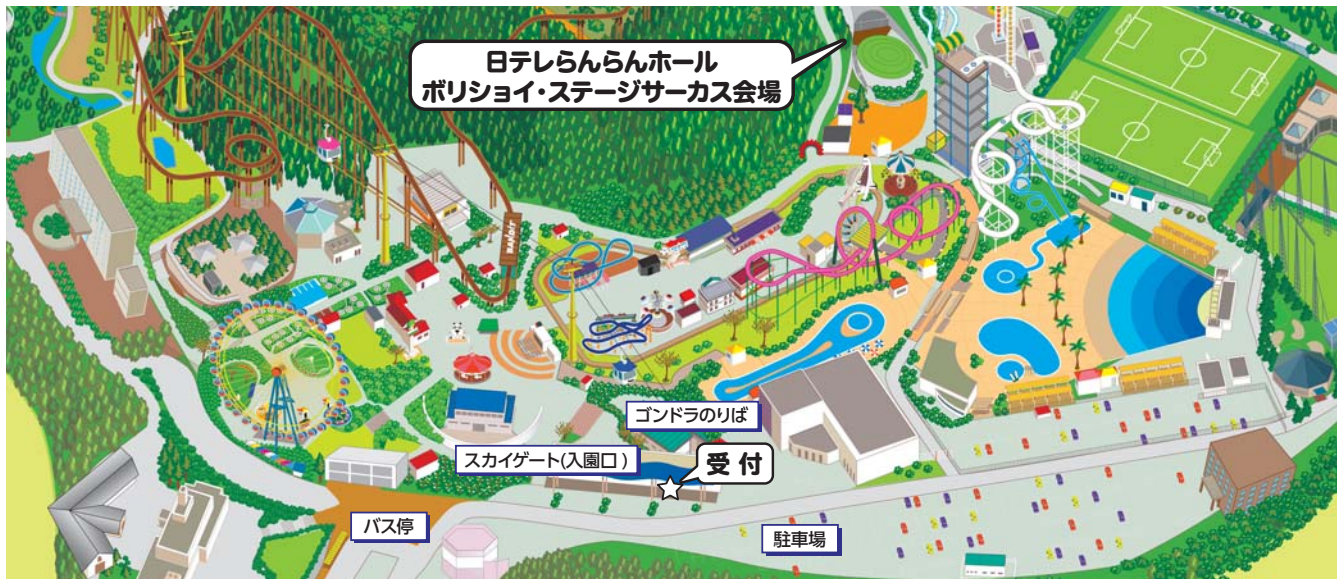 日テレらんらんホール
ボリショイ・ステージサーカス会場
BANDIT
ゴンドラのりば
スカイゲート(入園口)
受付
バス停
駐車場